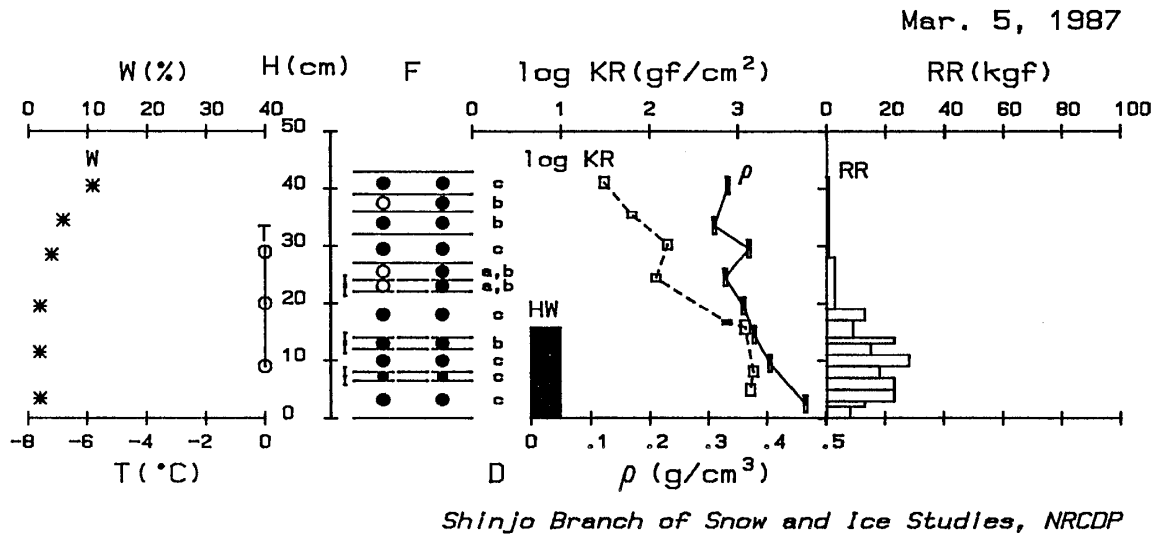 Mar. 5, 1987
W(%) H(cm) F log KR(gf/cm²) RR(kgf)
0 10 20 30 40 0 1 2 3 0 20 40 60 80 100
50
W log KR ρ RR
40 c
b
b
T
30 c
a,b
a,b
20 c
HW
b
10 c
c
c
0
-8 -6 -4 -2 0 0 .1 .2 .3 .4 .5
T(°C) D ρ(g/cm³)
Shinjo Branch of Snow and Ice Studies, NRCDP